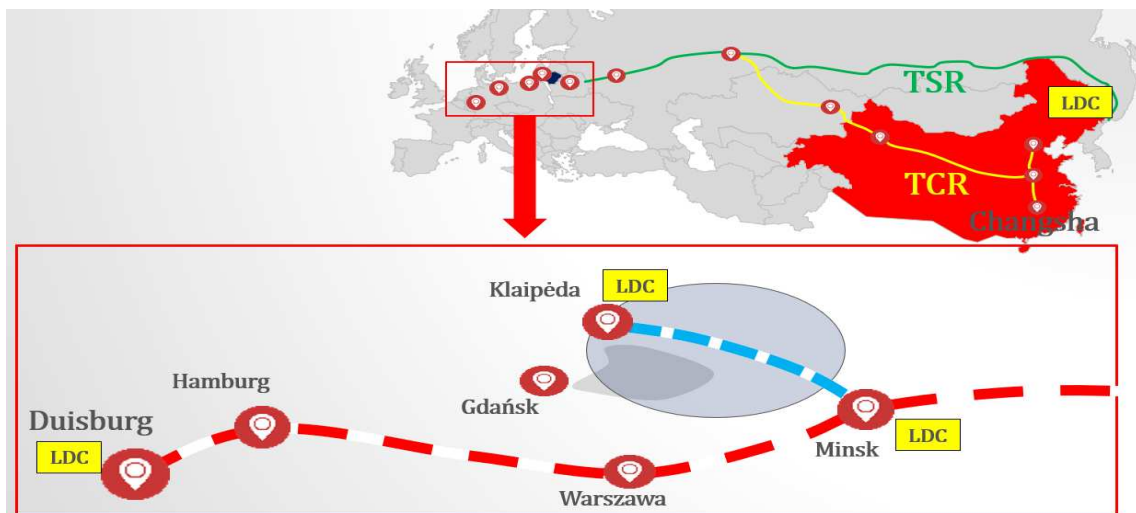 TSR
LDC
TCR
Changsha
Klaipėda
LDC
Hamburg
Gdańsk
Duisburg
LDC
Minsk
LDC
Warszawa